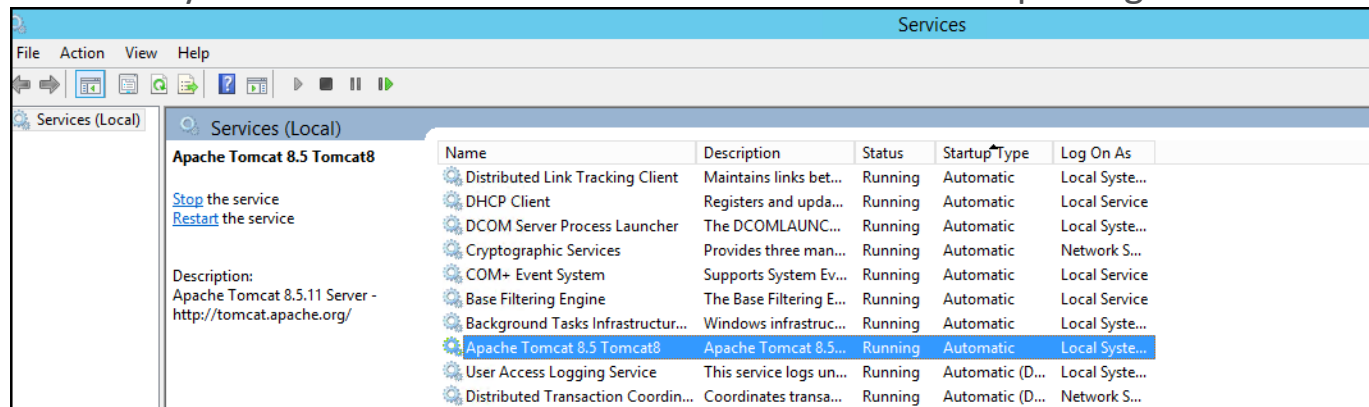 Services
File Action View Help
Services (Local)
Services (Local)
Apache Tomcat 8.5 Tomcat8
Stop the service
Restart the service
Description:
Apache Tomcat 8.5.11 Server -
http://tomcat.apache.org/
Name Description Status Startup Type Log On As
Distributed Link Tracking Client Maintains links bet... Running Automatic Local Syste...
DHCP Client Registers and upda... Running Automatic Local Service
DCOM Server Process Launcher The DCOMLAUNC... Running Automatic Local Syste...
Cryptographic Services Provides three man... Running Automatic Network S...
COM+ Event System Supports System Ev... Running Automatic Local Service
Base Filtering Engine The Base Filtering E... Running Automatic Local Service
Background Tasks Infrastructur... Windows infrastruc... Running Automatic Local Syste...
Apache Tomcat 8.5 Tomcat8 Apache Tomcat 8.5... Running Automatic Local Syste...
User Access Logging Service This service logs un... Running Automatic (D... Local Syste...
Distributed Transaction Coordin... Coordinates transa... Running Automatic (D... Network S...